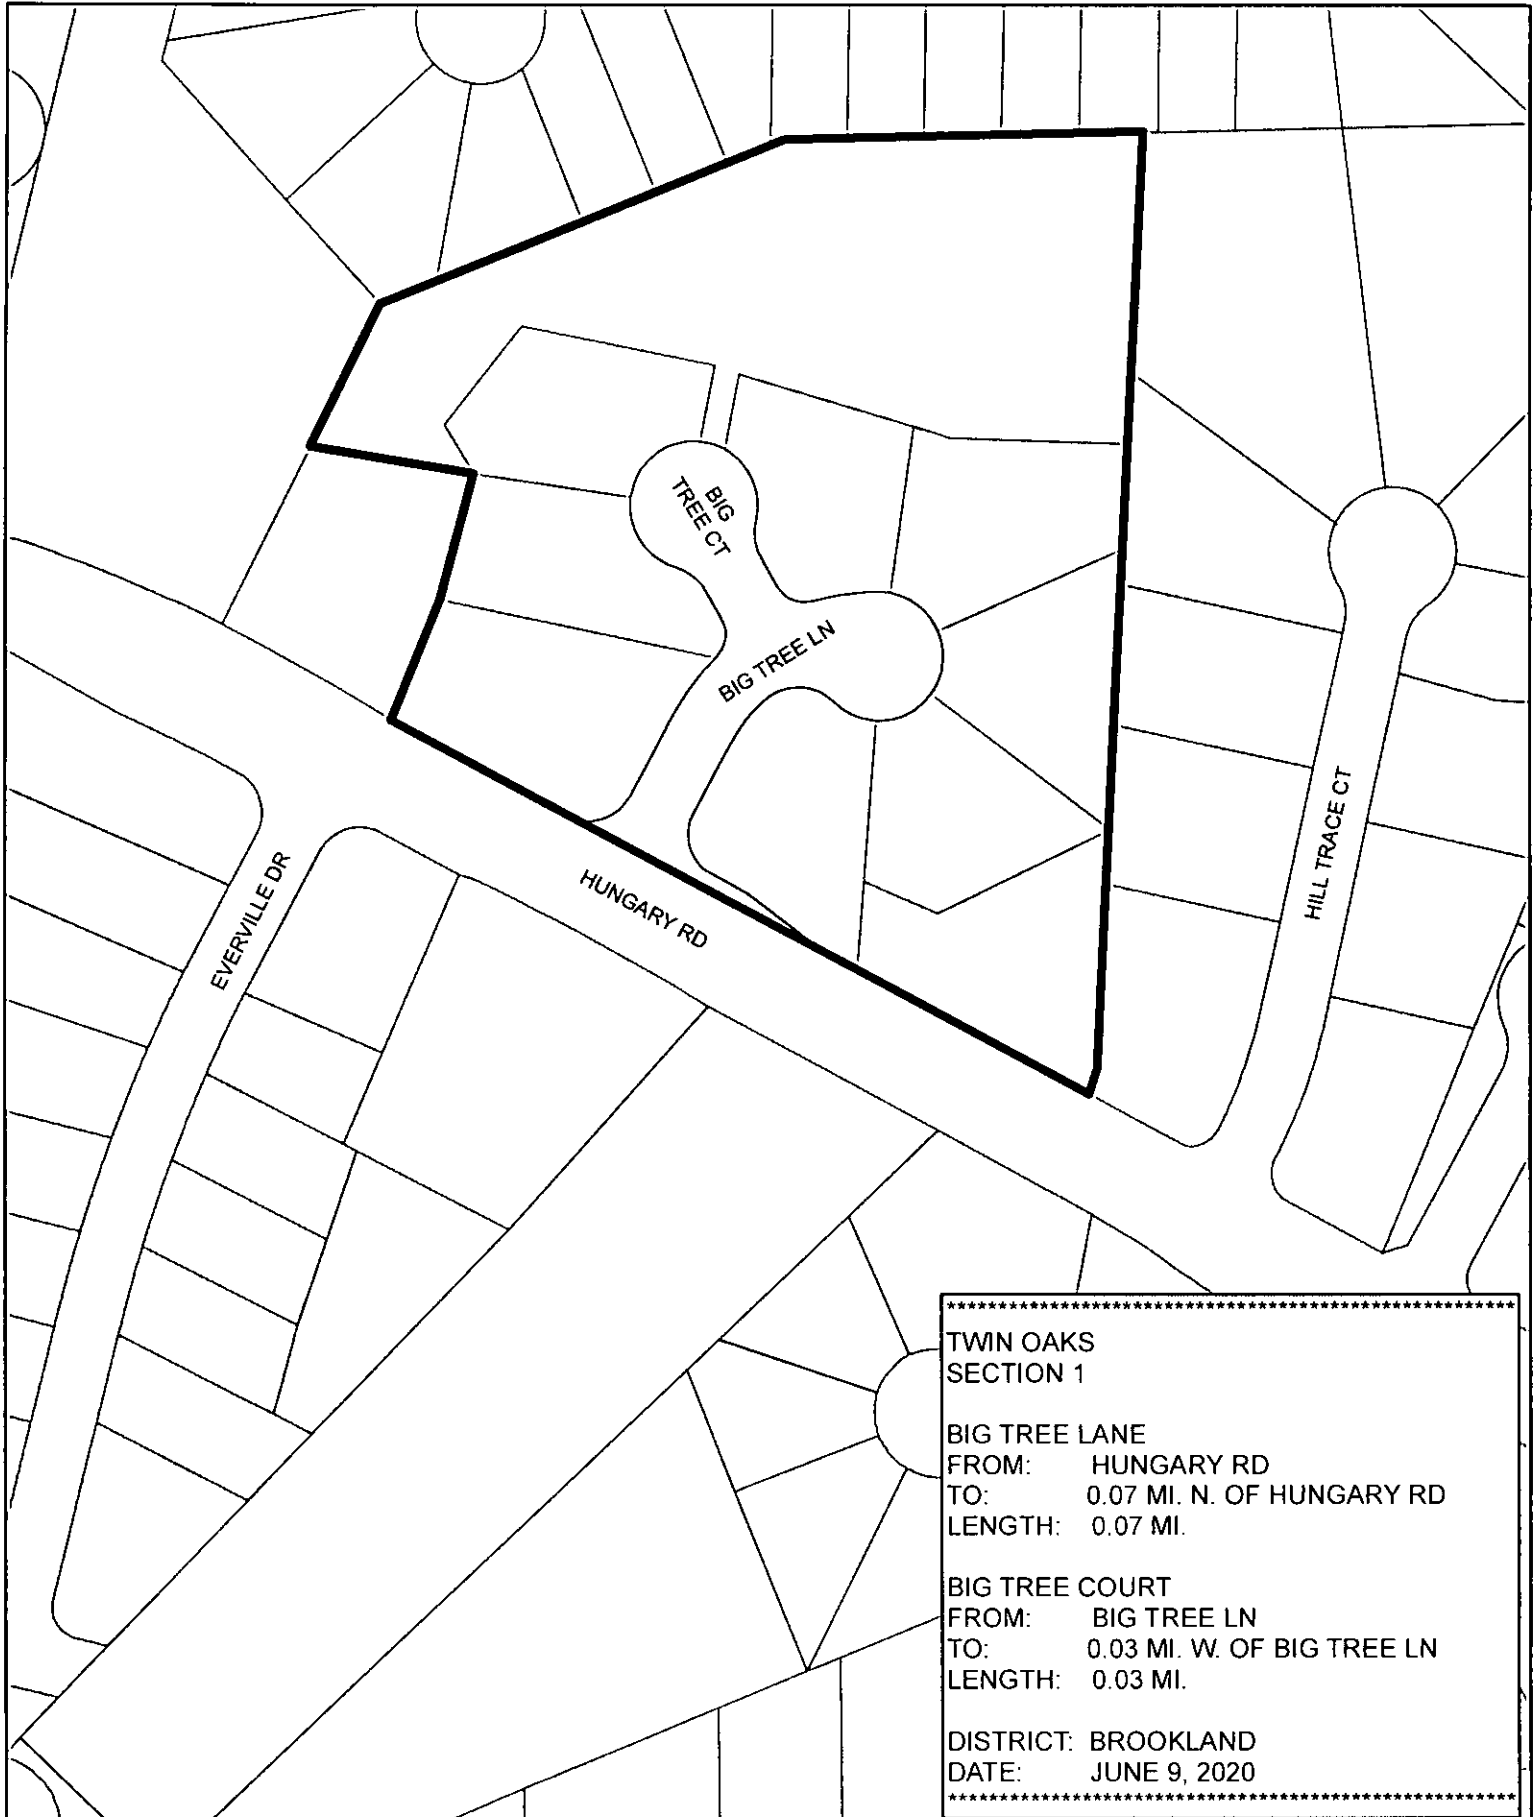 BIG
TREE CT
BIG TREE LN
HUNGARY RD
EVERVILLE DR
HILL TRACE CT
************************************************************
TWIN OAKS
SECTION 1
BIG TREE LANE
FROM: HUNGARY RD
TO: 0.07 MI. N. OF HUNGARY RD
LENGTH: 0.07 MI.
BIG TREE COURT
FROM: BIG TREE LN
TO: 0.03 MI. W. OF BIG TREE LN
LENGTH: 0.03 MI.
DISTRICT: BROOKLAND
DATE: JUNE 9, 2020
************************************************************